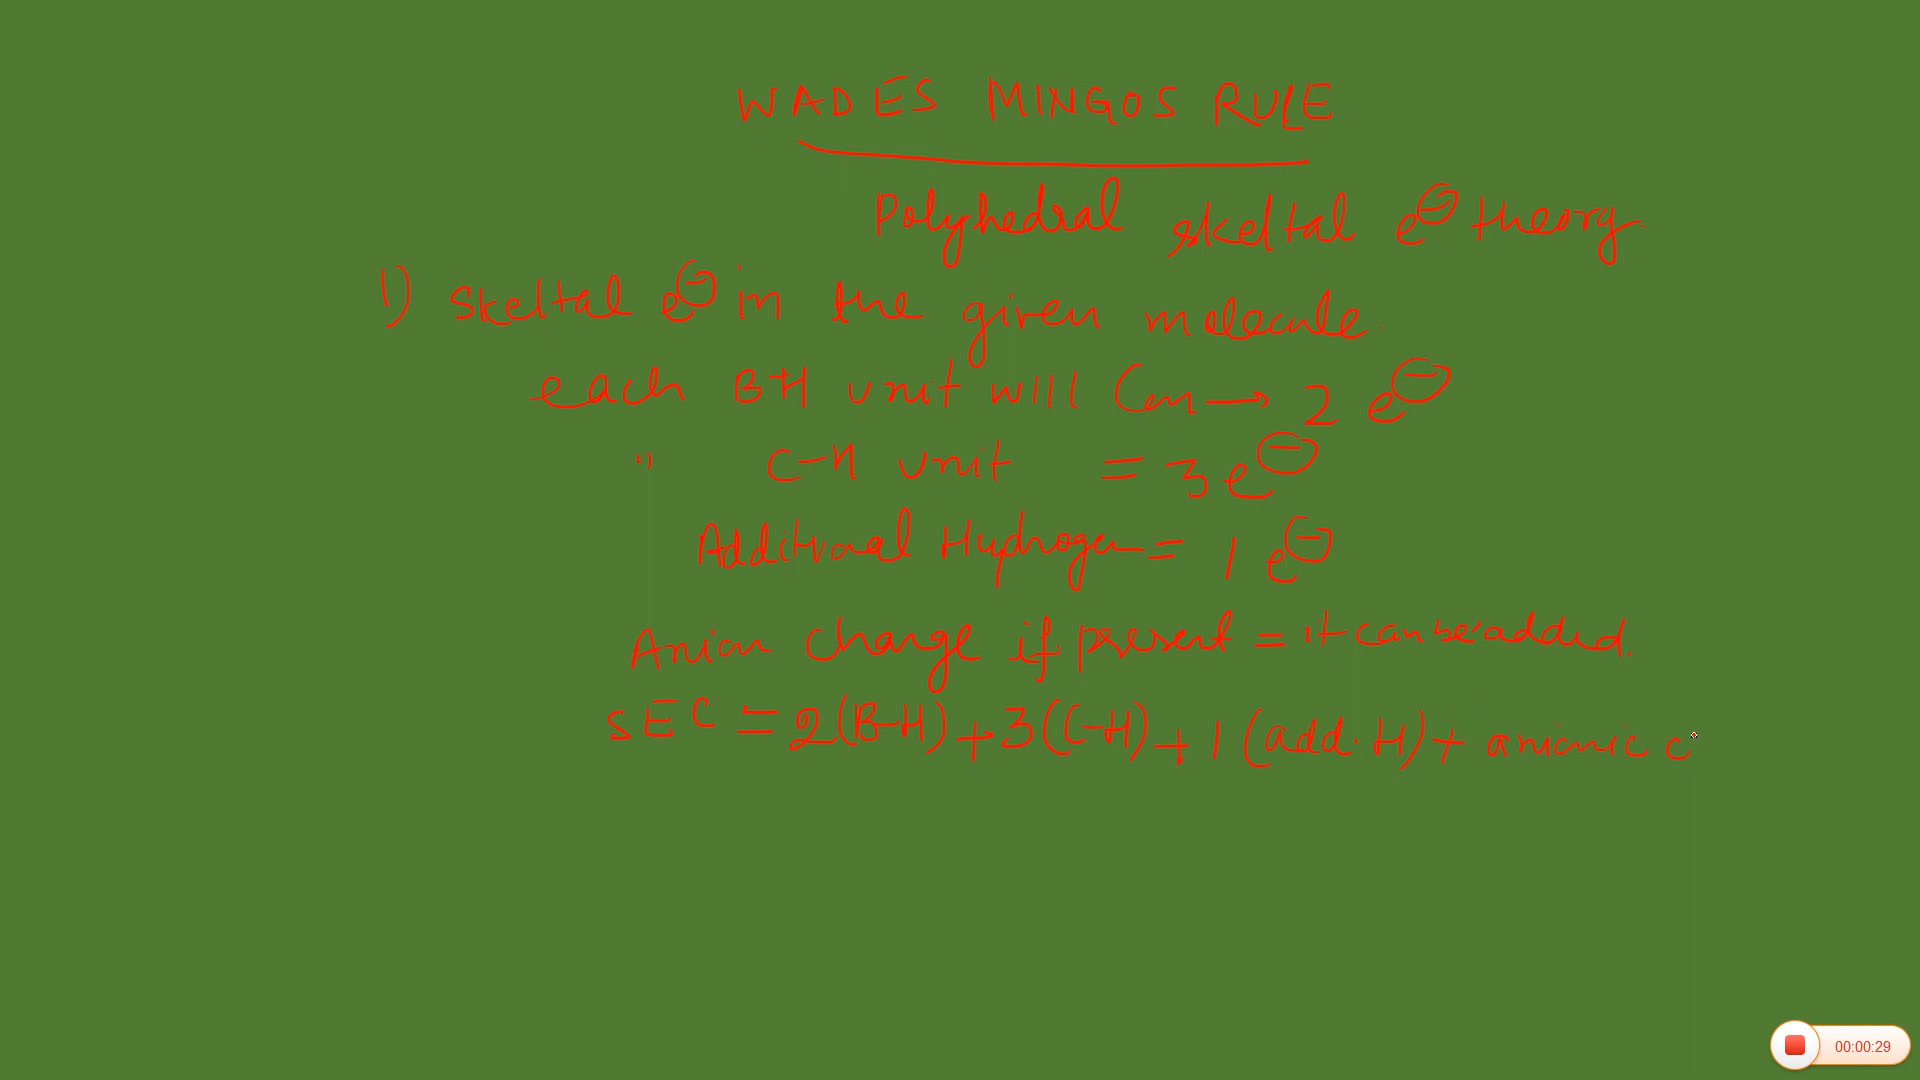 WADES MINGOS RULE
Polyhedral skeltal e⊖ theory.
1) skeltal e⊖ in the given molecule.
each BH unit will Con → 2 e⊖
" C-H unit = 3e⊖
Additional Hydrogen = 1 e⊖
Anion charge if present = it can be added.
SEC = 2(B-H) + 3(C-H) + 1 (add. H) + anionic c
00:00:29